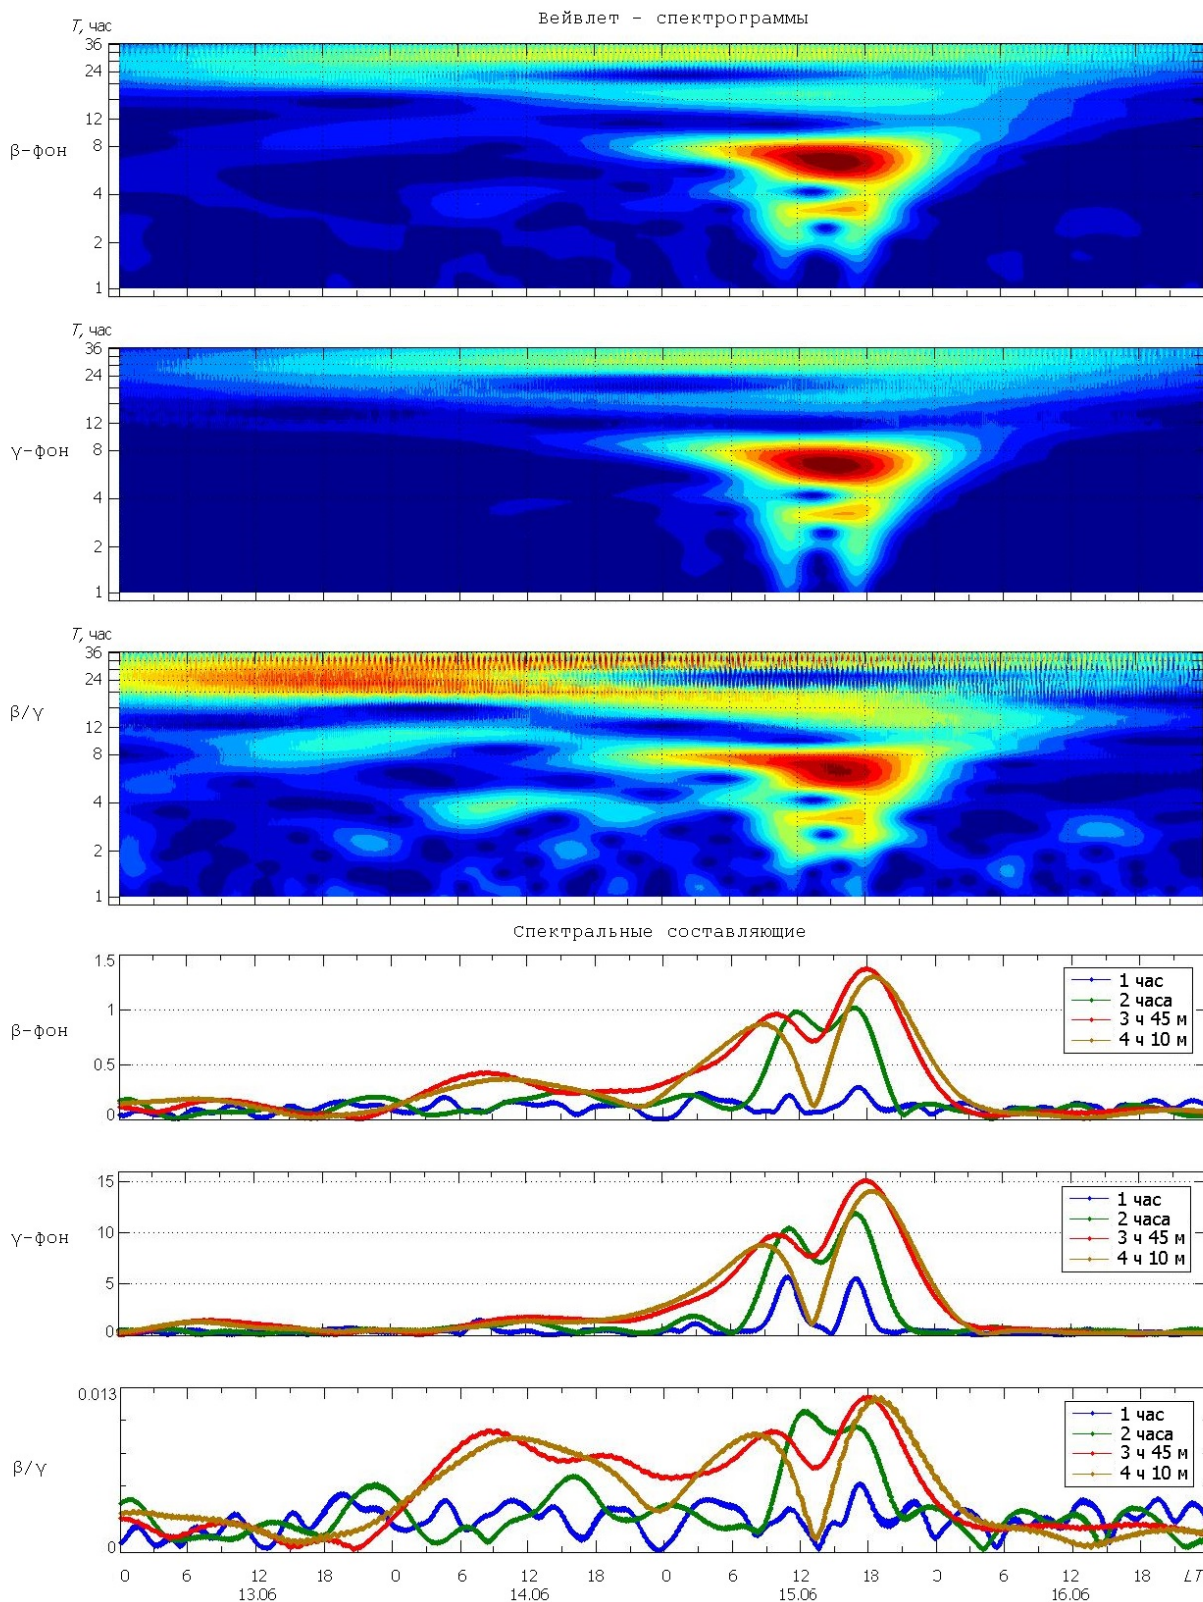 Вейвлет - спектрограммы
T, час
36
24
12
8
4
2
1
β-фон
T, час
36
24
12
8
4
2
1
γ-фон
T, час
36
24
12
8
4
2
1
β/γ
Спектральные составляющие
1.5
1
0.5
0
β-фон
1 час
2 часа
3 ч 45 м
4 ч 10 м
15
10
5
0
γ-фон
1 час
2 часа
3 ч 45 м
4 ч 10 м
0.013
0
β/γ
1 час
2 часа
3 ч 45 м
4 ч 10 м
0 6 12 18 0 6 12 18 0 6 12 18 0 6 12 18 LT
13.06 14.06 15.06 16.06